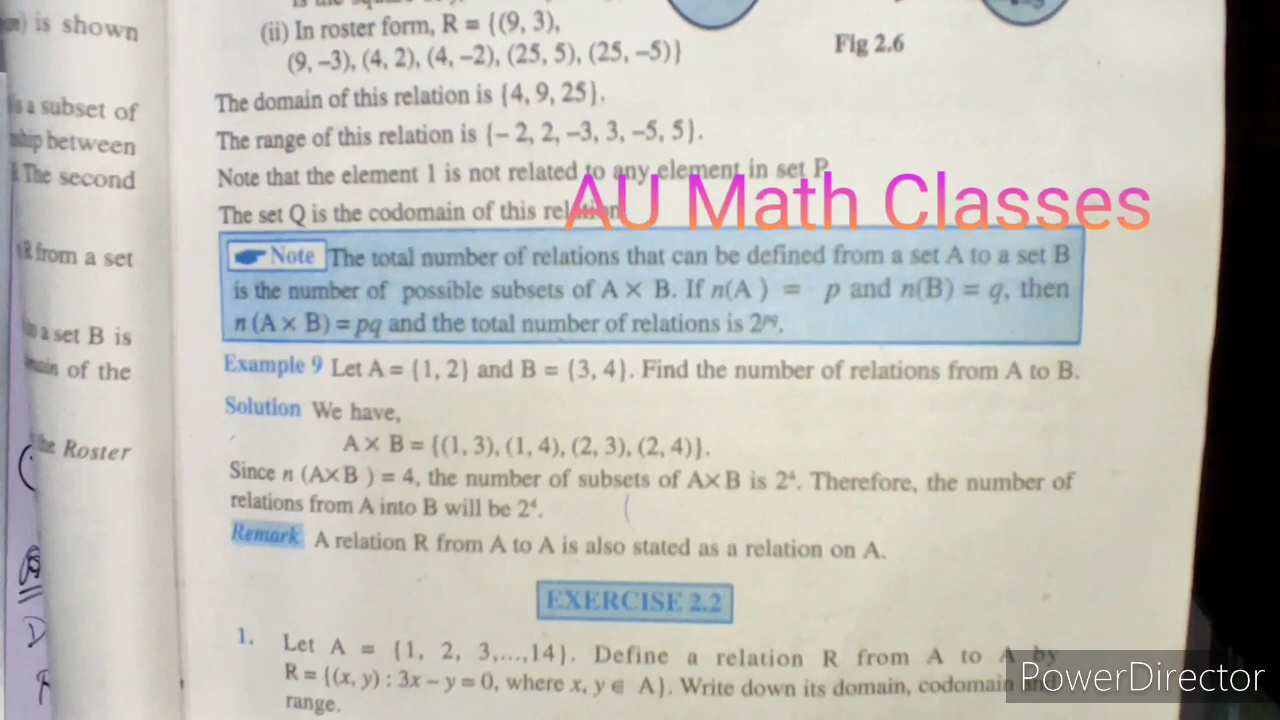 is shown
is a subset of
between
The second
R from a set
to a set B is
of the
the Roster
(ii) In roster form, R = {(9, 3),
(9, –3), (4, 2), (4, –2), (25, 5), (25, –5)}
Fig 2.6
The domain of this relation is {4, 9, 25}.
The range of this relation is {– 2, 2, –3, 3, –5, 5}.
Note that the element 1 is not related to any element in set P.
The set Q is the codomain of this relation.
AU Math Classes
Note The total number of relations that can be defined from a set A to a set B
is the number of possible subsets of A × B. If n(A ) = p and n(B) = q, then
n (A × B) = pq and the total number of relations is 2^pq.
Example 9 Let A = {1, 2} and B = {3, 4}. Find the number of relations from A to B.
Solution We have,
A × B = {(1, 3), (1, 4), (2, 3), (2, 4)}.
Since n (A×B ) = 4, the number of subsets of A×B is 2⁴. Therefore, the number of
relations from A into B will be 2⁴.
Remark A relation R from A to A is also stated as a relation on A.
EXERCISE 2.2
1. Let A = {1, 2, 3,...,14}. Define a relation R from A to A by
R = {(x, y) : 3x – y = 0, where x, y ∈ A}. Write down its domain, codomain and
range.
PowerDirector